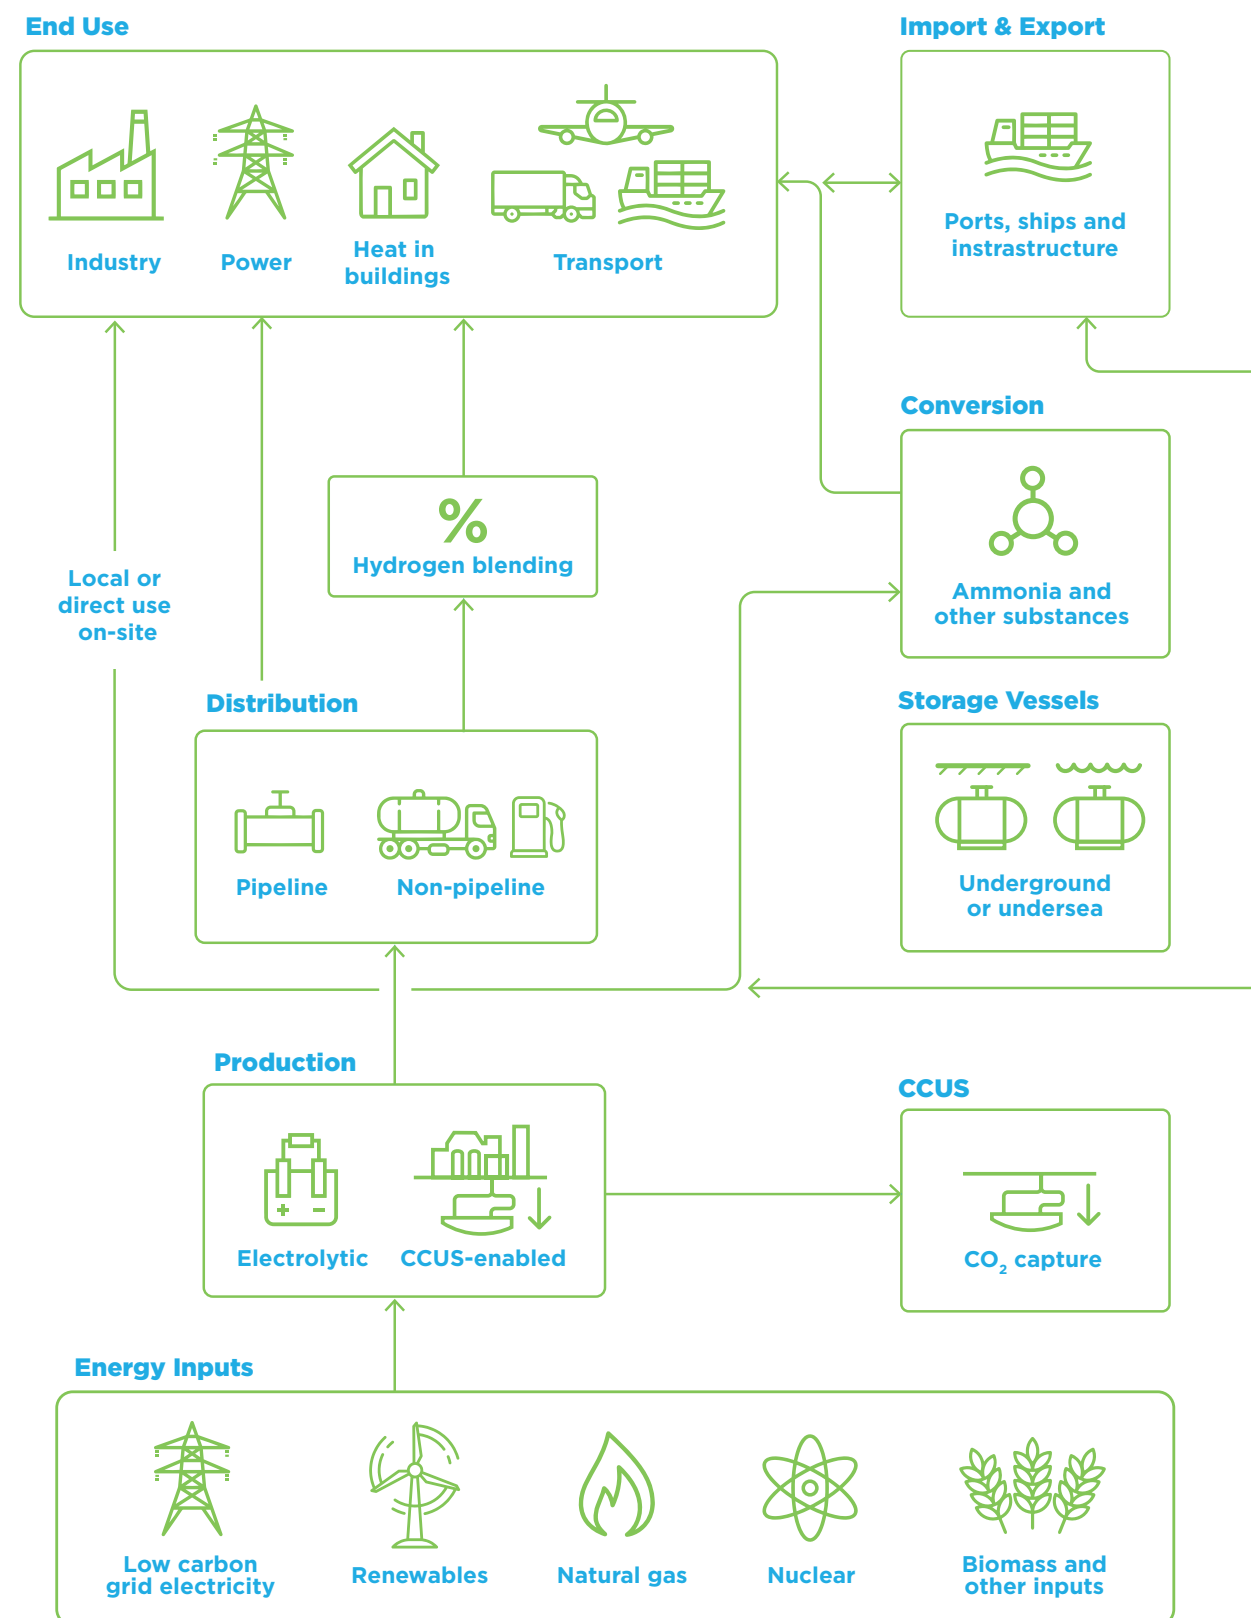 End Use
Industry
Power
Heat in
buildings
Transport
Import & Export
Ports, ships and
instrastructure
Conversion
Ammonia and
other substances
%
Hydrogen blending
Local or
direct use
on-site
Distribution
Pipeline
Non-pipeline
Storage Vessels
Underground
or undersea
Production
Electrolytic
CCUS-enabled
CCUS
CO₂ capture
Energy Inputs
Low carbon
grid electricity
Renewables
Natural gas
Nuclear
Biomass and
other inputs